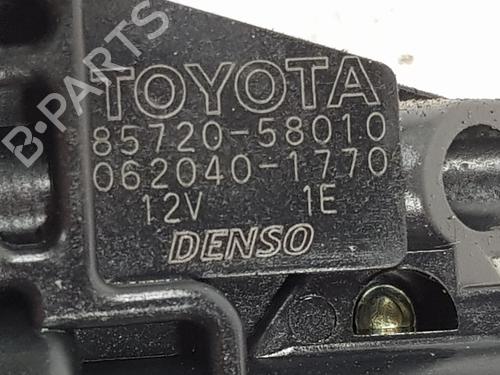 B-PARTS
TOYOTA
85720-58010
062040-1770
12V 1E
DENSO